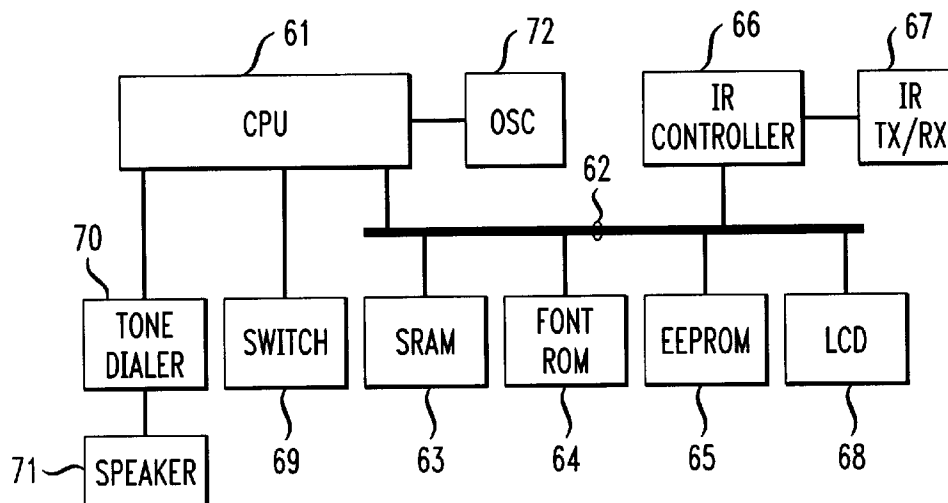 61
72
66
67
CPU
OSC
IR
CONTROLLER
IR
TX/RX
62
70
TONE
DIALER
SWITCH
SRAM
FONT
ROM
EEPROM
LCD
71
SPEAKER
69
63
64
65
68